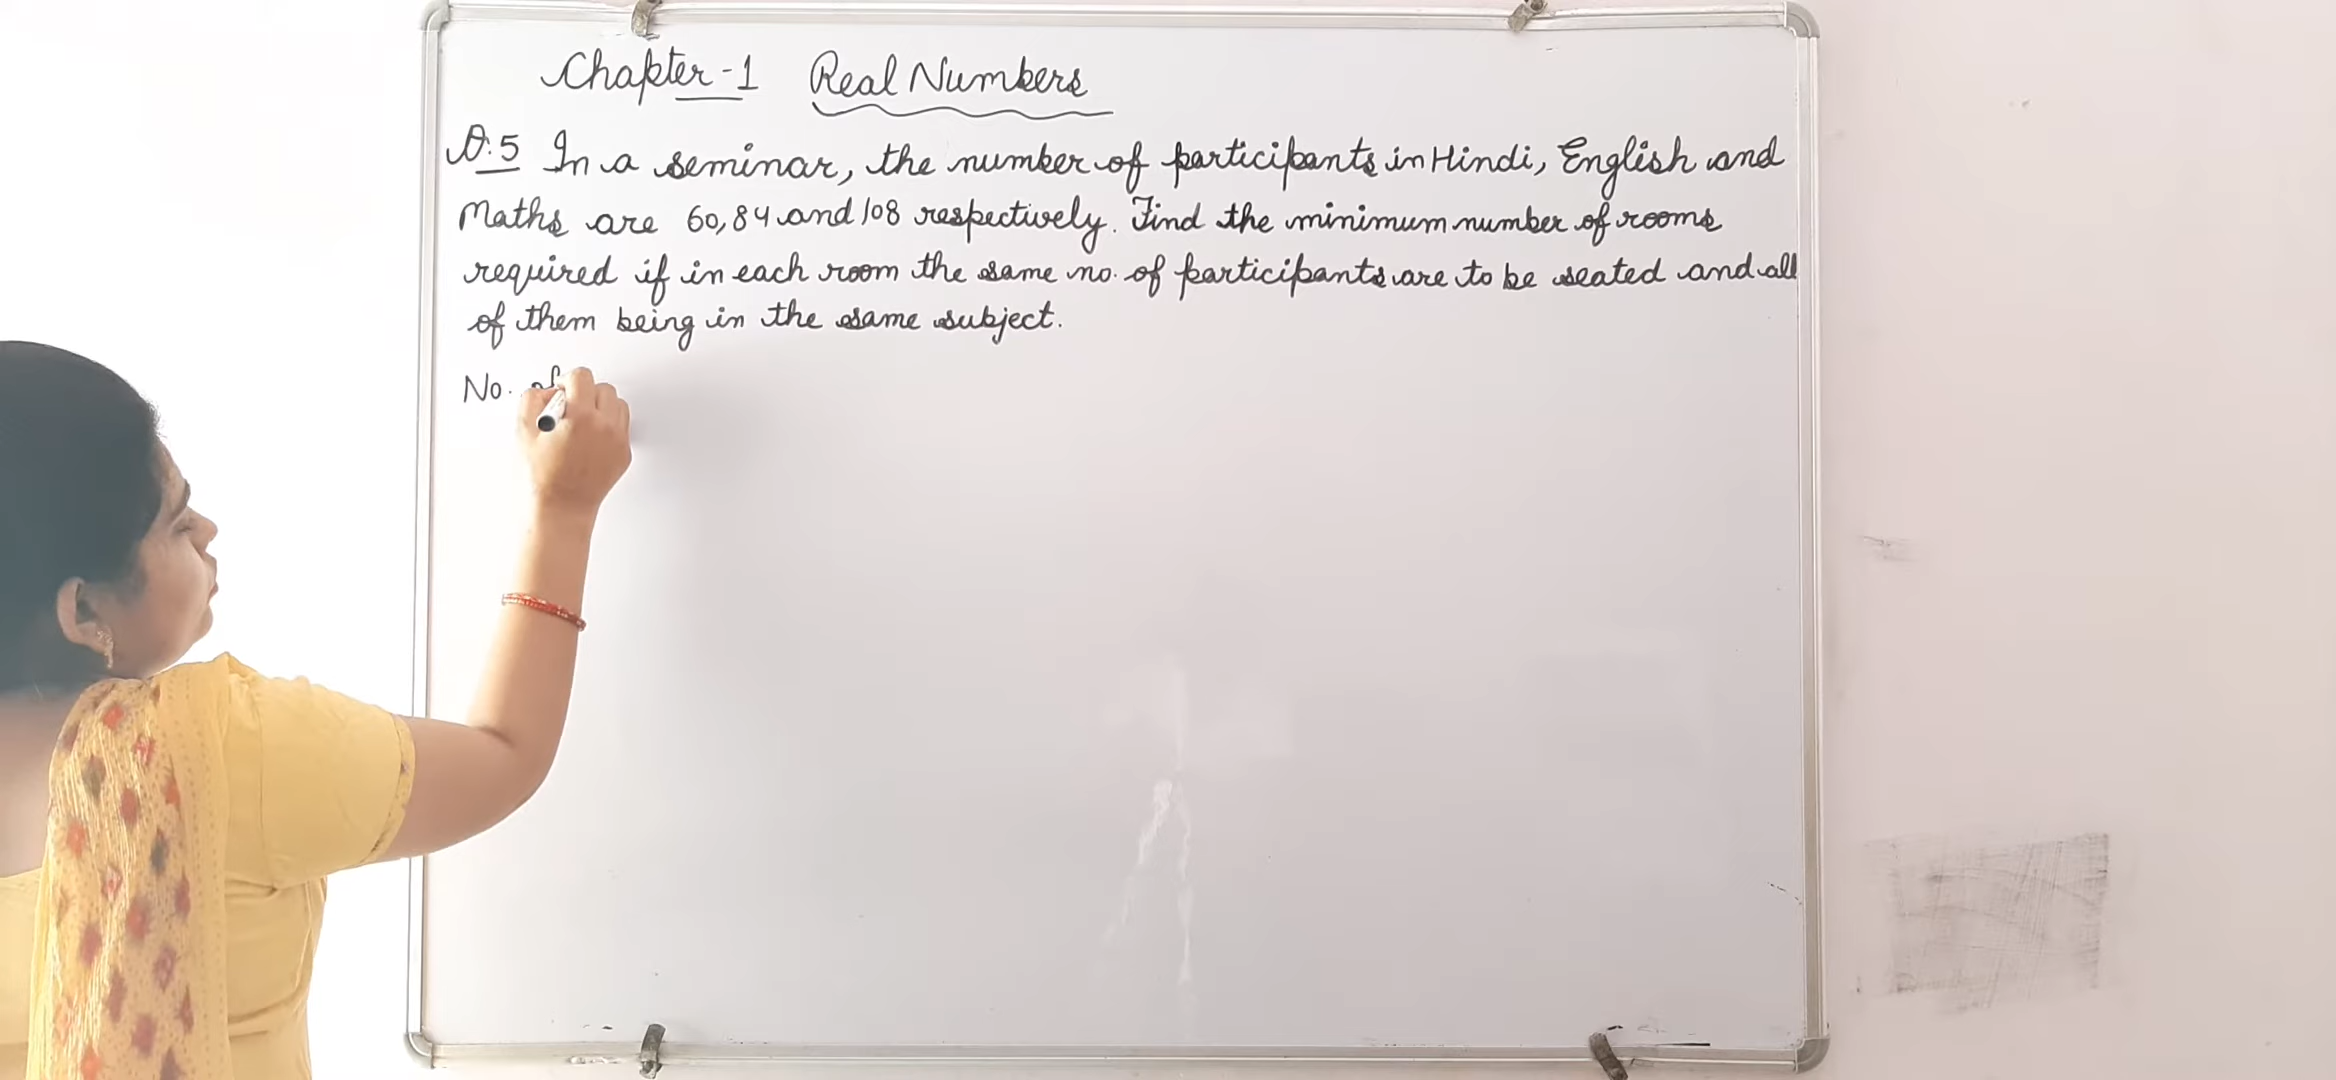 Chapter-1 Real Numbers
Q.5 In a seminar, the number of participants in Hindi, English and
Maths are 60, 84 and 108 respectively. Find the minimum number of rooms
required if in each room the same no. of participants are to be seated and all
of them being in the same subject.
No. of